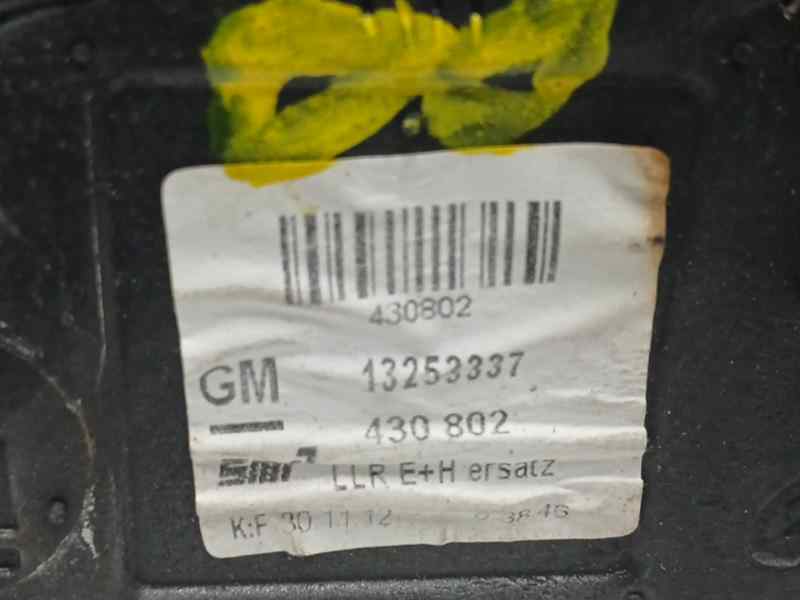 430802
GM 13253337
430 802
LLR E+H ersatz
K:F 30 11 12